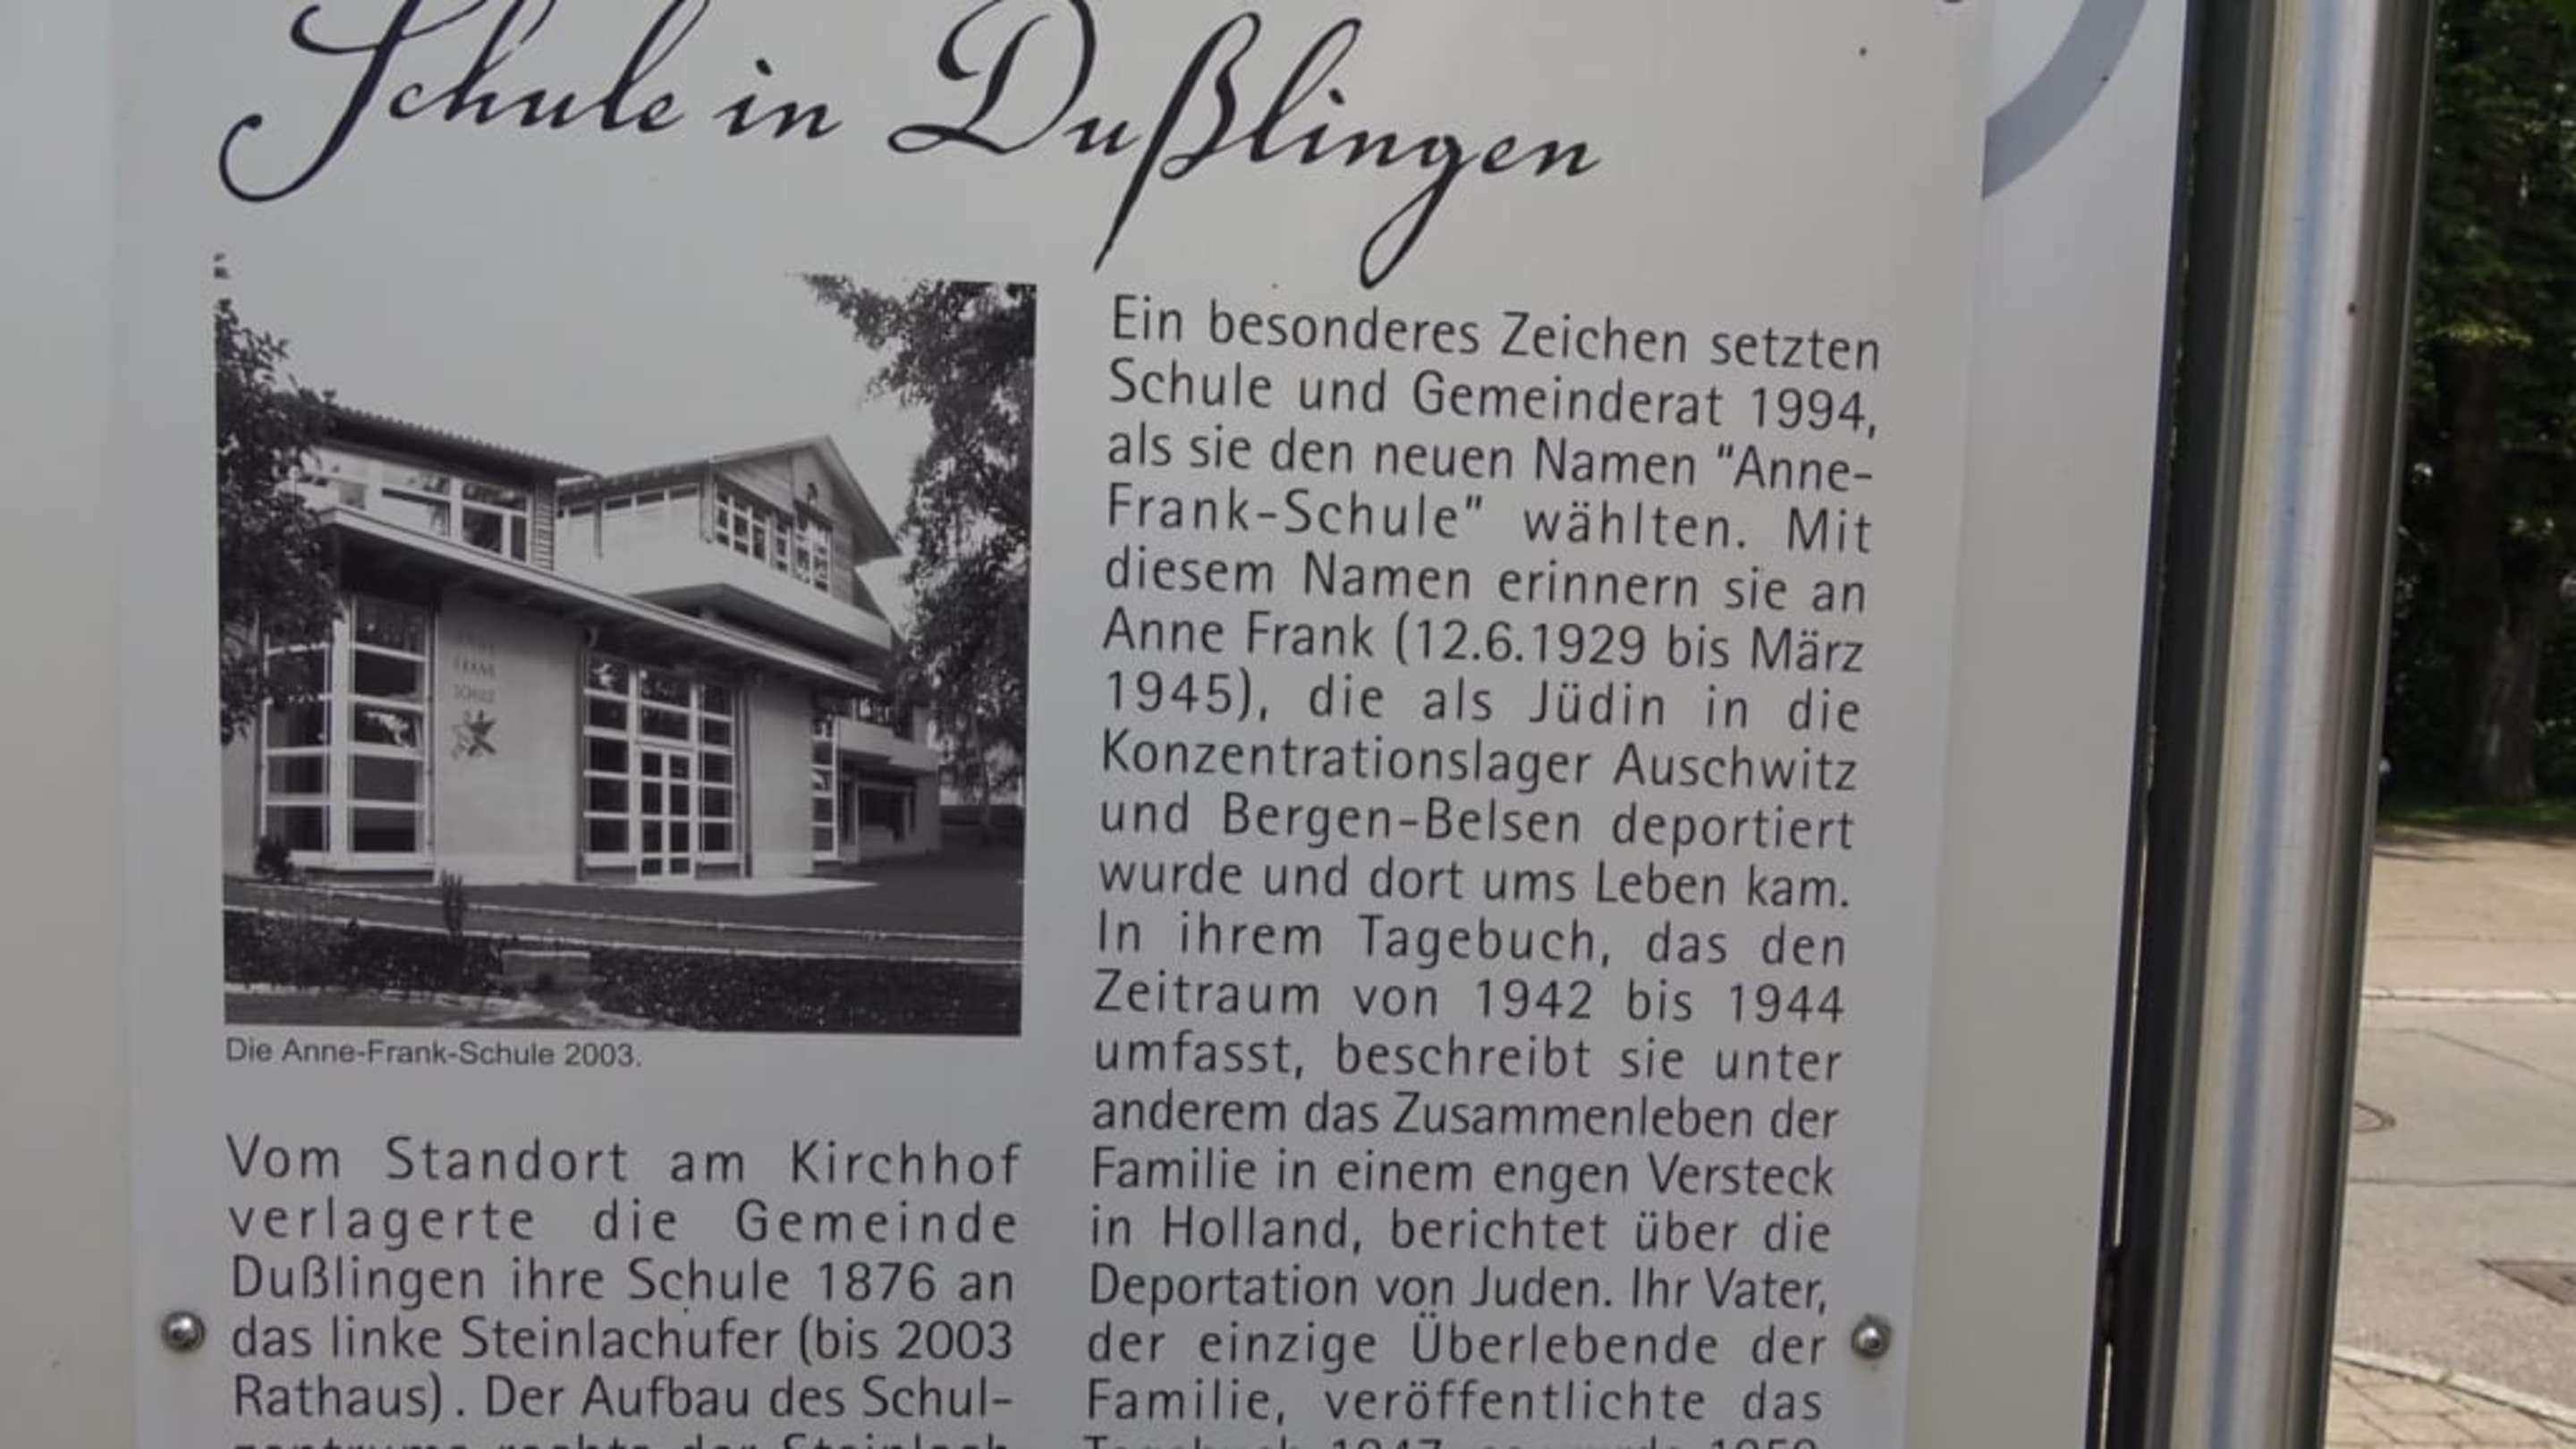 Schule in Dußlingen
FRANK
SCHULE
Die Anne-Frank-Schule 2003.
Vom Standort am Kirchhof
verlagerte die Gemeinde
Dußlingen ihre Schule 1876 an
das linke Steinlachufer (bis 2003
Rathaus). Der Aufbau des Schul-
Ein besonderes Zeichen setzten
Schule und Gemeinderat 1994,
als sie den neuen Namen "Anne-
Frank-Schule" wählten. Mit
diesem Namen erinnern sie an
Anne Frank (12.6.1929 bis März
1945), die als Jüdin in die
Konzentrationslager Auschwitz
und Bergen-Belsen deportiert
wurde und dort ums Leben kam.
In ihrem Tagebuch, das den
Zeitraum von 1942 bis 1944
umfasst, beschreibt sie unter
anderem das Zusammenleben der
Familie in einem engen Versteck
in Holland, berichtet über die
Deportation von Juden. Ihr Vater,
der einzige Überlebende der
Familie, veröffentlichte das